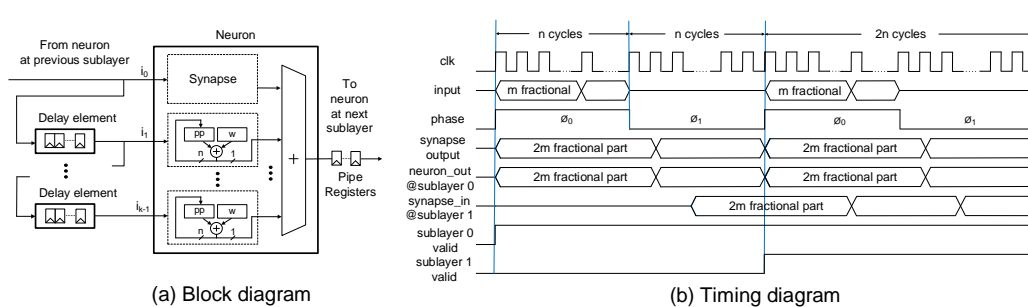 From neuron
at previous sublayer
Neuron
i0
Synapse
Delay element
i1
pp
w
n
1
Delay element
ik-1
pp
w
n
1
+
To
neuron
at next
sublayer
Pipe
Registers
(a) Block diagram
n cycles
n cycles
2n cycles
clk
input
m fractional
m fractional
phase
ø0
ø1
ø0
ø1
synapse
output
2m fractional part
2m fractional part
neuron_out
@sublayer 0
2m fractional part
2m fractional part
synapse_in
@sublayer 1
2m fractional part
sublayer 0
valid
sublayer 1
valid
(b) Timing diagram